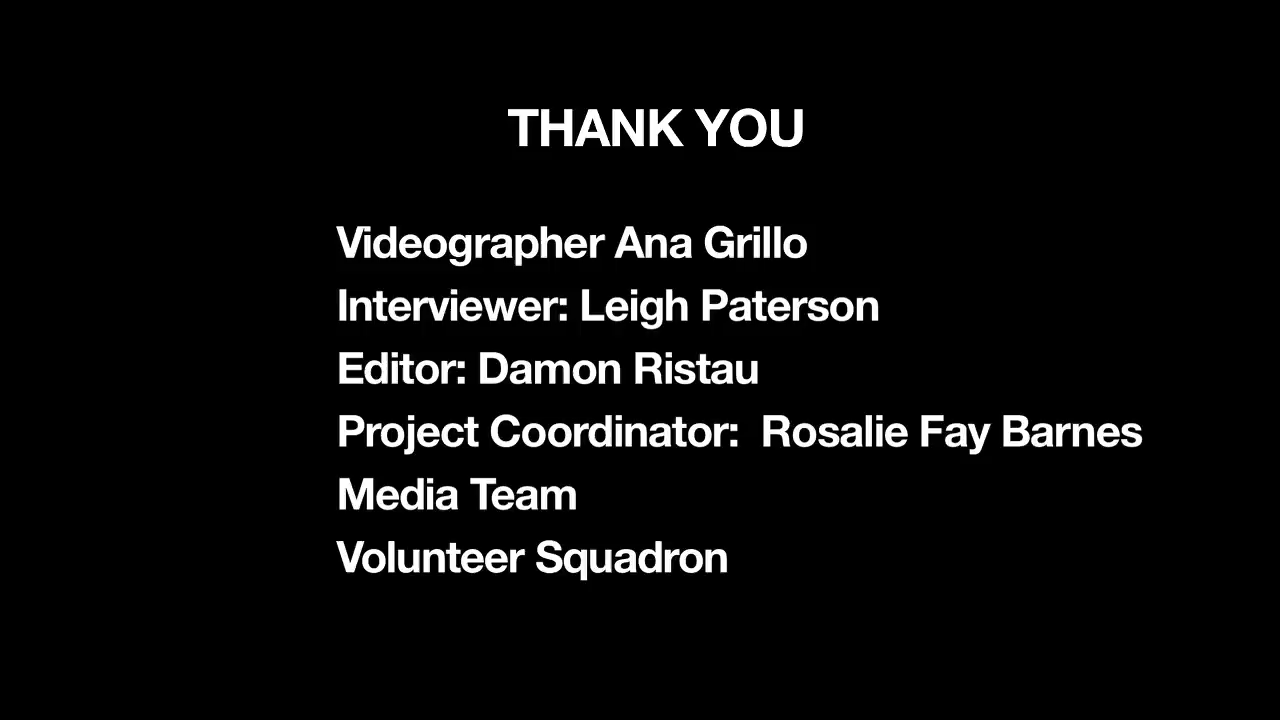 THANK YOU
Videographer Ana Grillo
Interviewer: Leigh Paterson
Editor: Damon Ristau
Project Coordinator:  Rosalie Fay Barnes
Media Team
Volunteer Squadron